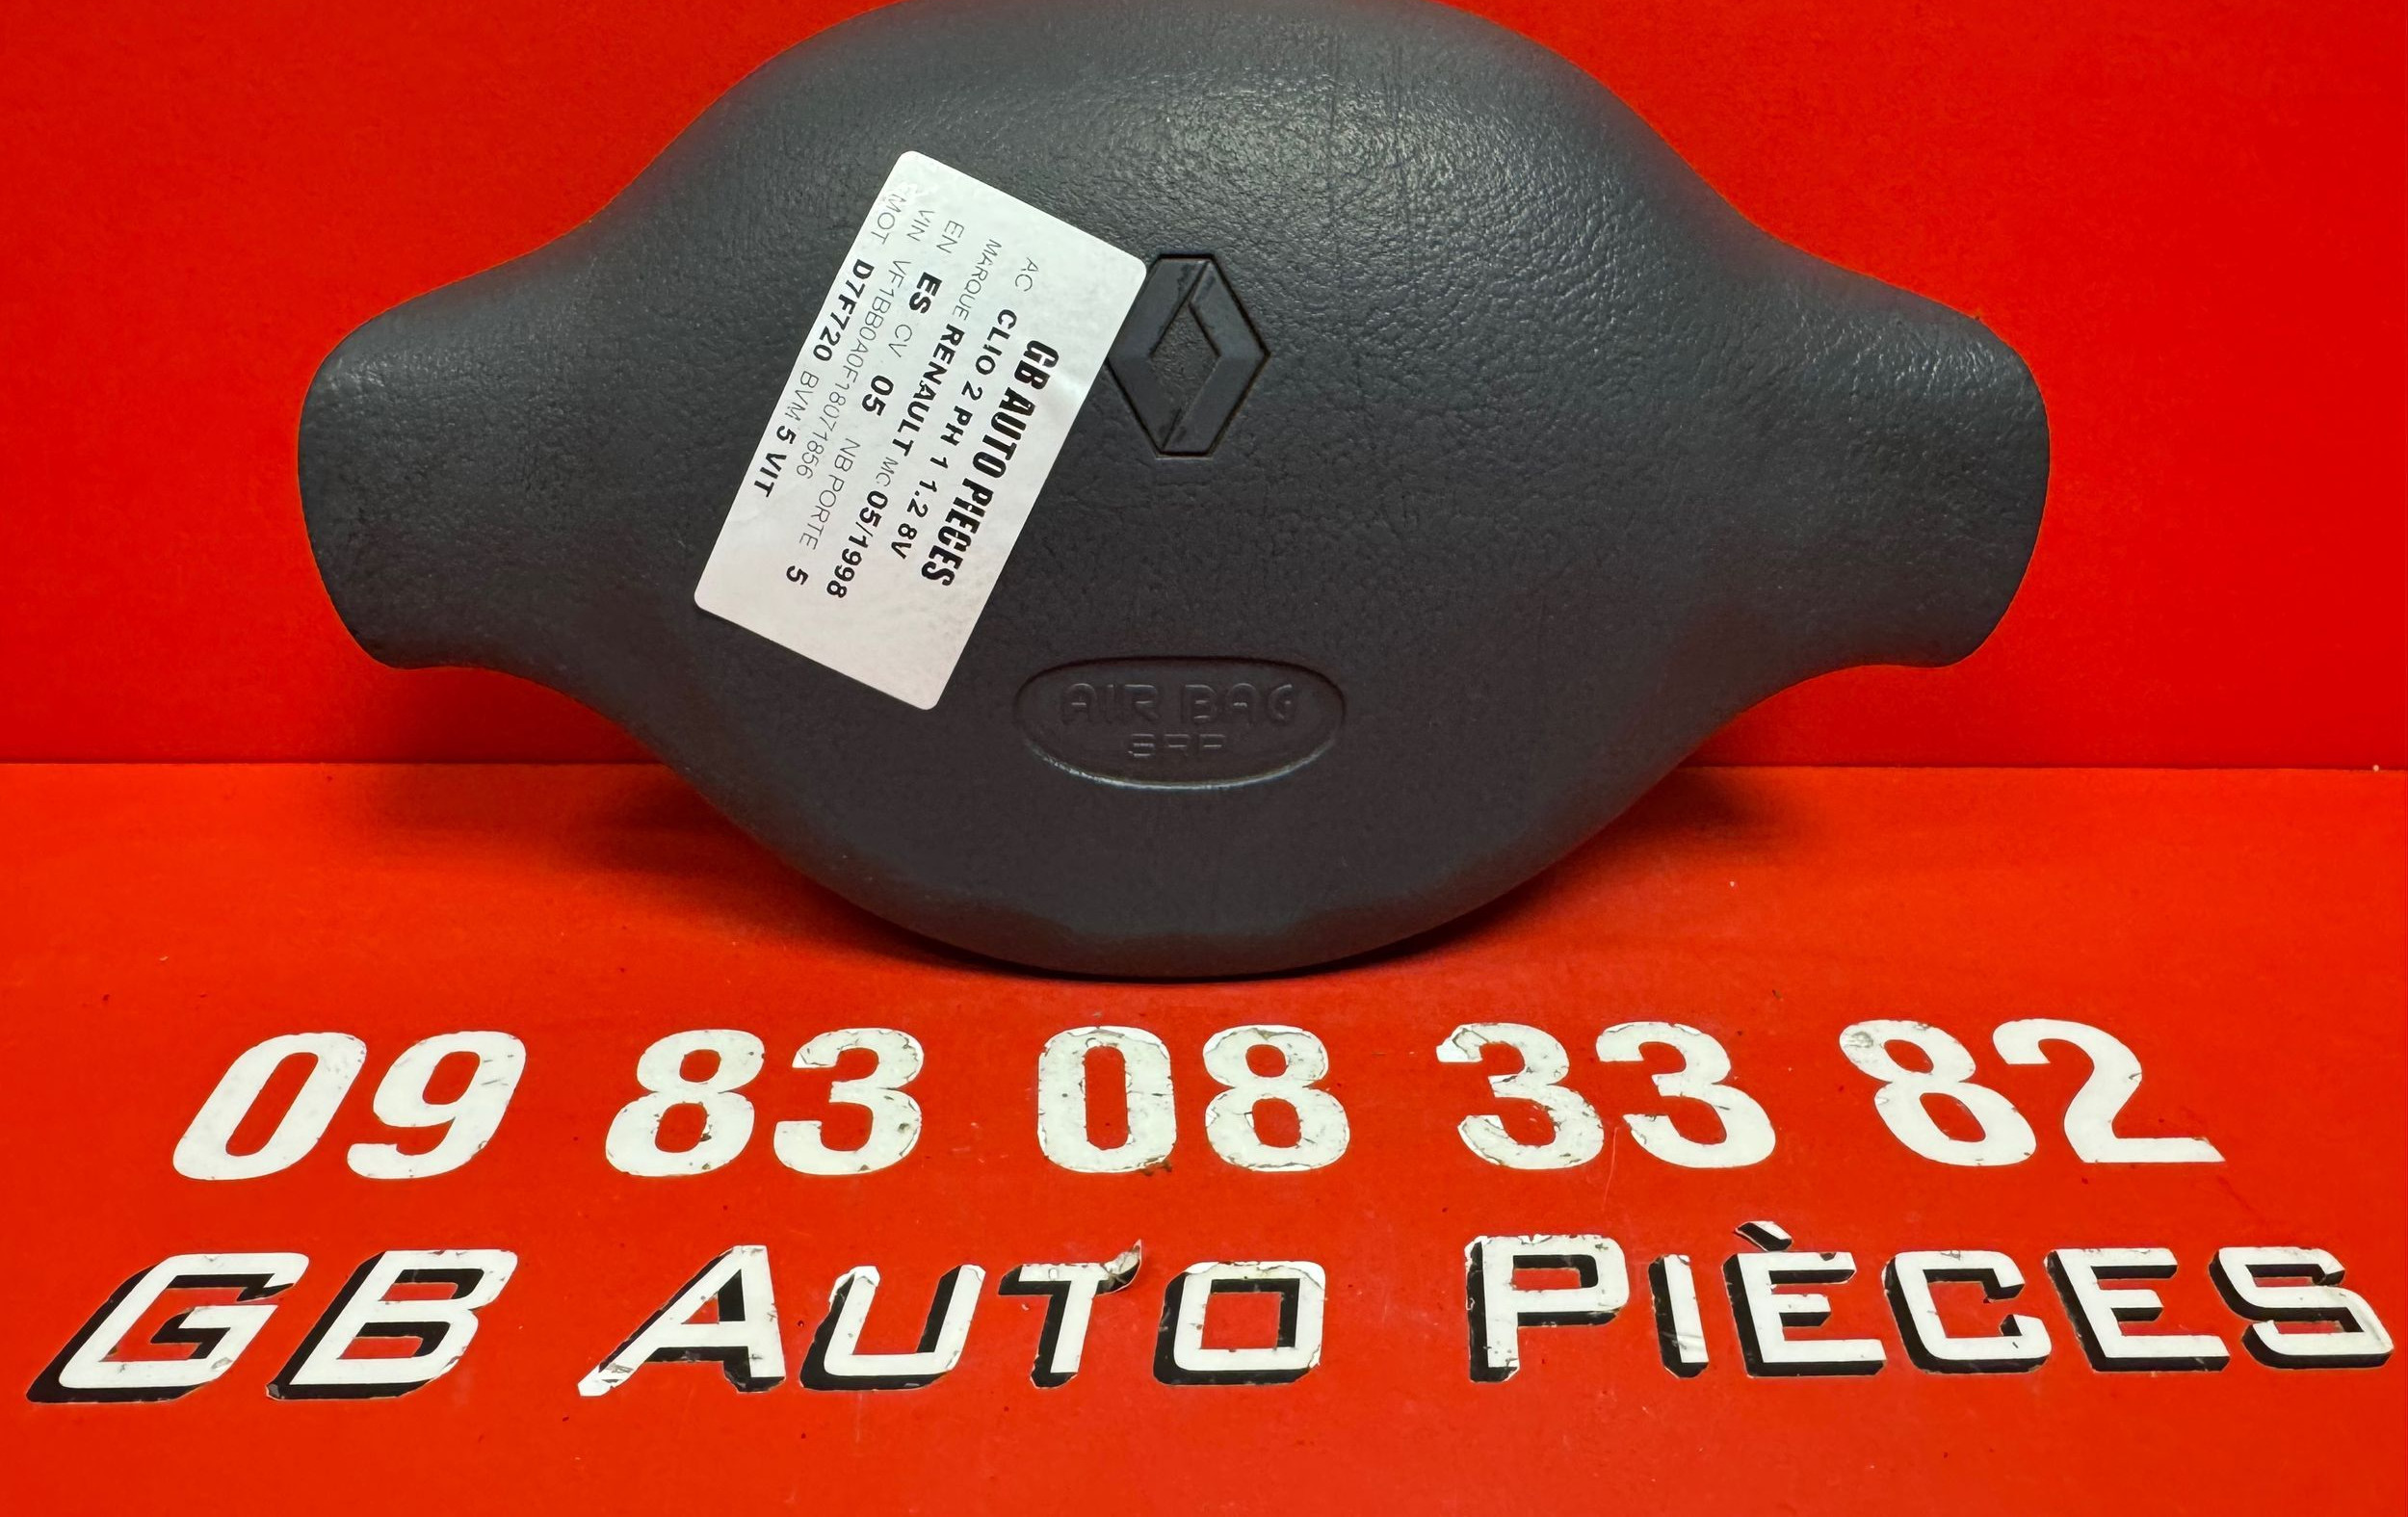 GB AUTO PIECES
AC CLIO 2 PH 1 1.2 8V
MARQUE RENAULT MC 05/1998
EN ES CV 05 NB PORTE 5
VIN VF1BB0A0F18071856
MOT D7F720 BVM 5 VIT
AIR BAG
SRP
09 83 08 33 82
GB AUTO PIÈCES